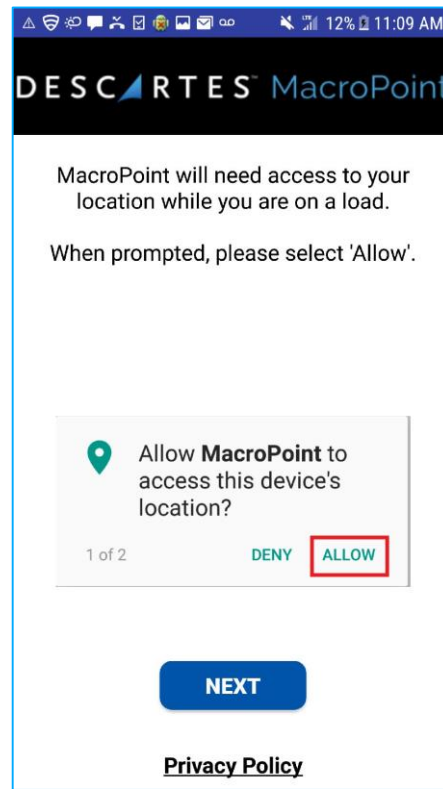 12% 11:09 AM
DESCARTES™ MacroPoint
MacroPoint will need access to your
location while you are on a load.
When prompted, please select 'Allow'.
Allow MacroPoint to
access this device's
location?
1 of 2 DENY ALLOW
NEXT
Privacy Policy